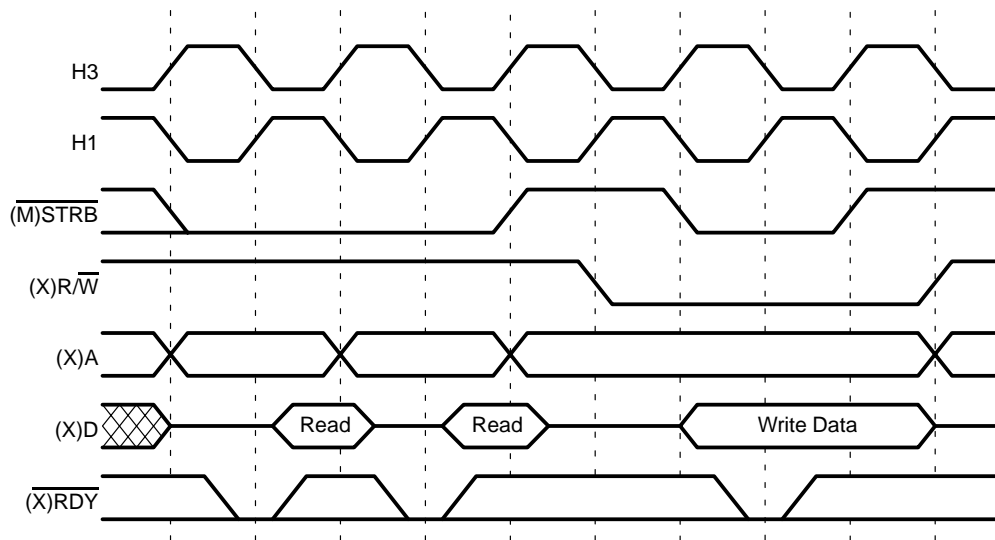 H3
H1
(M)STRB
(X)R/W
(X)A
(X)D Read Read Write Data
(X)RDY